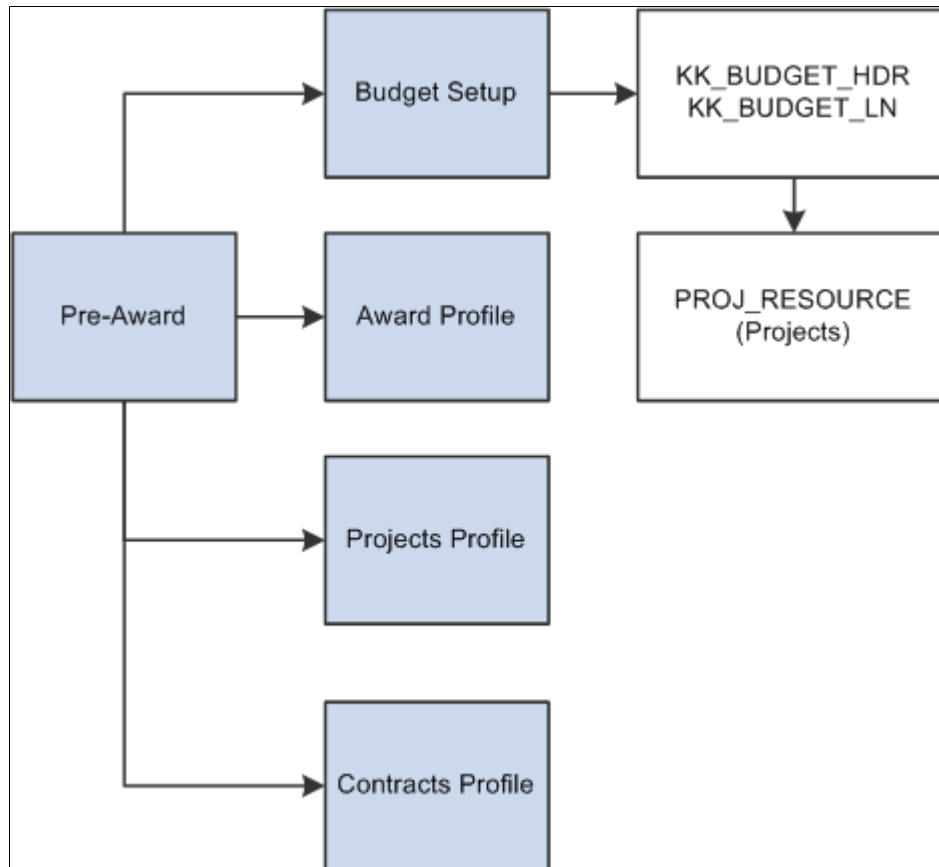 Budget Setup
KK_BUDGET_HDR
KK_BUDGET_LN
Pre-Award
Award Profile
PROJ_RESOURCE
(Projects)
Projects Profile
Contracts Profile